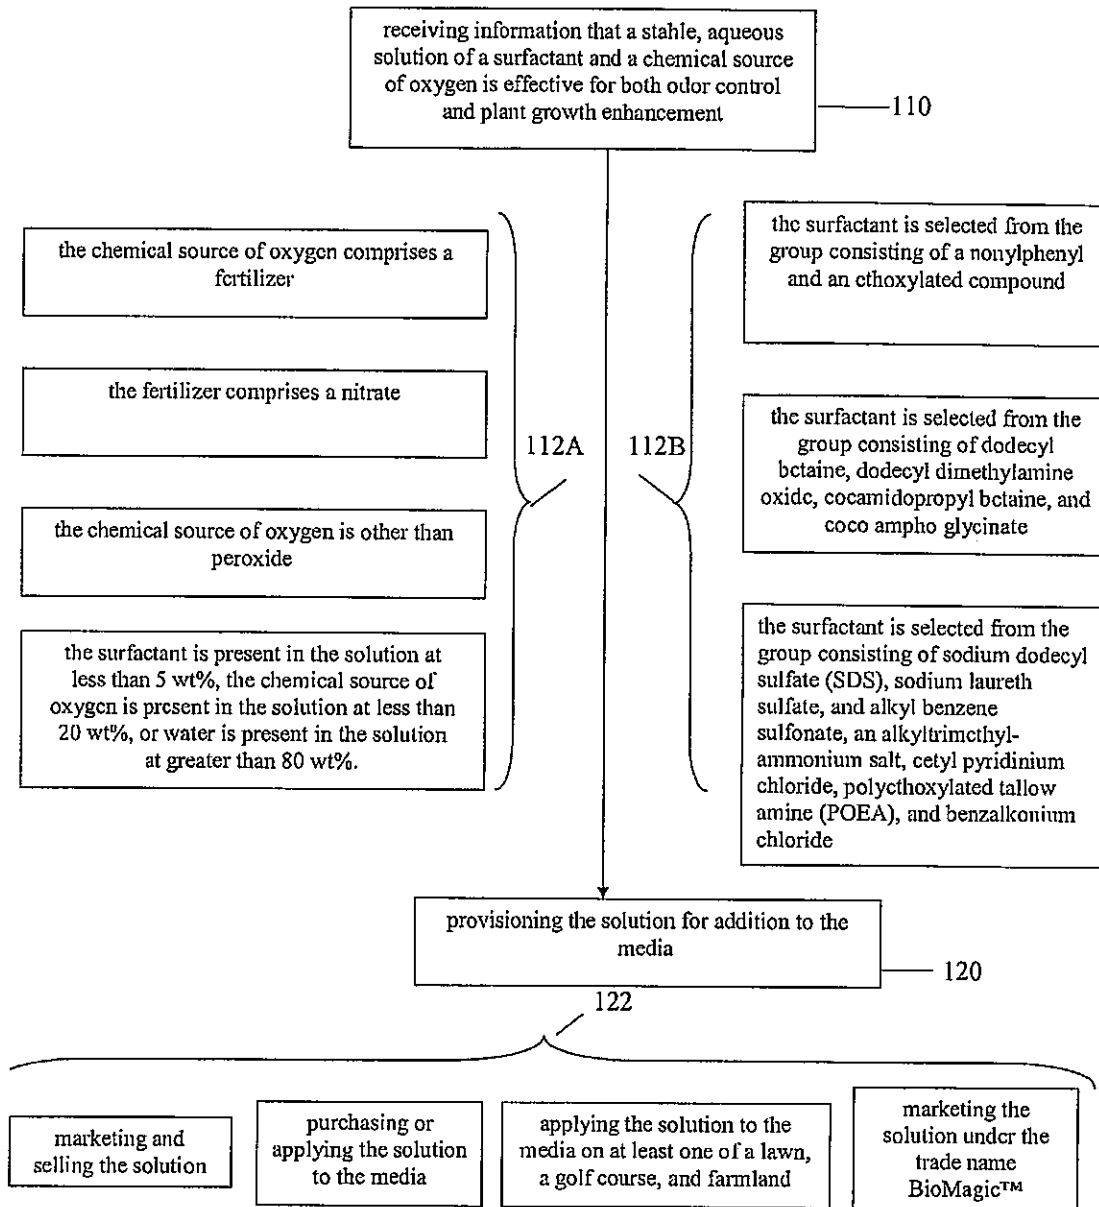 receiving information that a stable, aqueous
solution of a surfactant and a chemical source
of oxygen is effective for both odor control
and plant growth enhancement
110
the chemical source of oxygen comprises a
fertilizer
the fertilizer comprises a nitrate
the chemical source of oxygen is other than
peroxide
the surfactant is present in the solution at
less than 5 wt%, the chemical source of
oxygen is present in the solution at less than
20 wt%, or water is present in the solution
at greater than 80 wt%.
112A
112B
the surfactant is selected from the
group consisting of a nonylphenyl
and an ethoxylated compound
the surfactant is selected from the
group consisting of dodecyl
betaine, dodecyl dimethylamine
oxide, cocamidopropyl betaine, and
coco ampho glycinate
the surfactant is selected from the
group consisting of sodium dodecyl
sulfate (SDS), sodium laureth
sulfate, and alkyl benzene
sulfonate, an alkyltrimethyl-
ammonium salt, cetyl pyridinium
chloride, polyethoxylated tallow
amine (POEA), and benzalkonium
chloride
provisioning the solution for addition to the
media
120
122
marketing and
selling the solution
purchasing or
applying the solution
to the media
applying the solution to the
media on at least one of a lawn,
a golf course, and farmland
marketing the
solution under the
trade name
BioMagic™